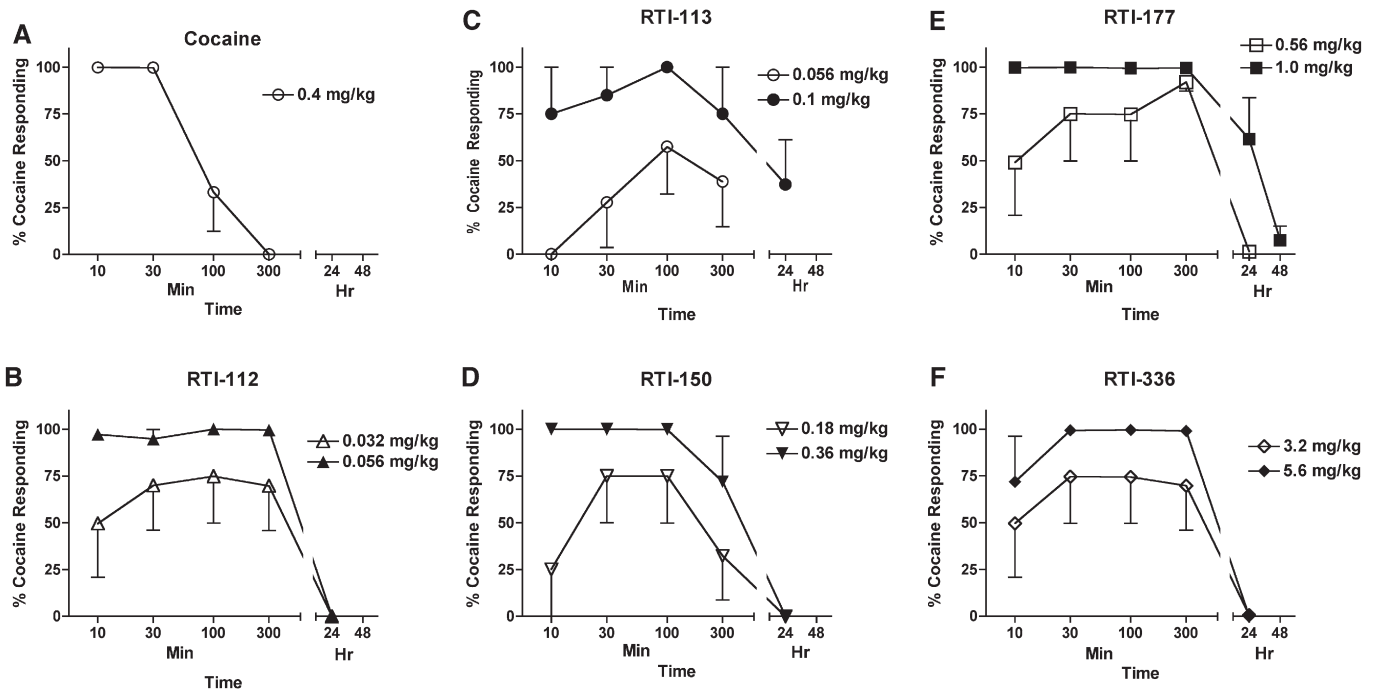 A
Cocaine
% Cocaine Responding
100
75
50
25
0
0.4 mg/kg
10 30 100 300 24 48
Min Hr
Time
C
RTI-113
% Cocaine Responding
100
75
50
25
0
0.056 mg/kg
0.1 mg/kg
10 30 100 300 24 48
Min Hr
Time
E
RTI-177
% Cocaine Responding
100
75
50
25
0
0.56 mg/kg
1.0 mg/kg
10 30 100 300 24 48
Min Hr
Time
B
RTI-112
% Cocaine Responding
100
75
50
25
0
0.032 mg/kg
0.056 mg/kg
10 30 100 300 24 48
Min Hr
Time
D
RTI-150
% Cocaine Responding
100
75
50
25
0
0.18 mg/kg
0.36 mg/kg
10 30 100 300 24 48
Min Hr
Time
F
RTI-336
% Cocaine Responding
100
75
50
25
0
3.2 mg/kg
5.6 mg/kg
10 30 100 300 24 48
Min Hr
Time